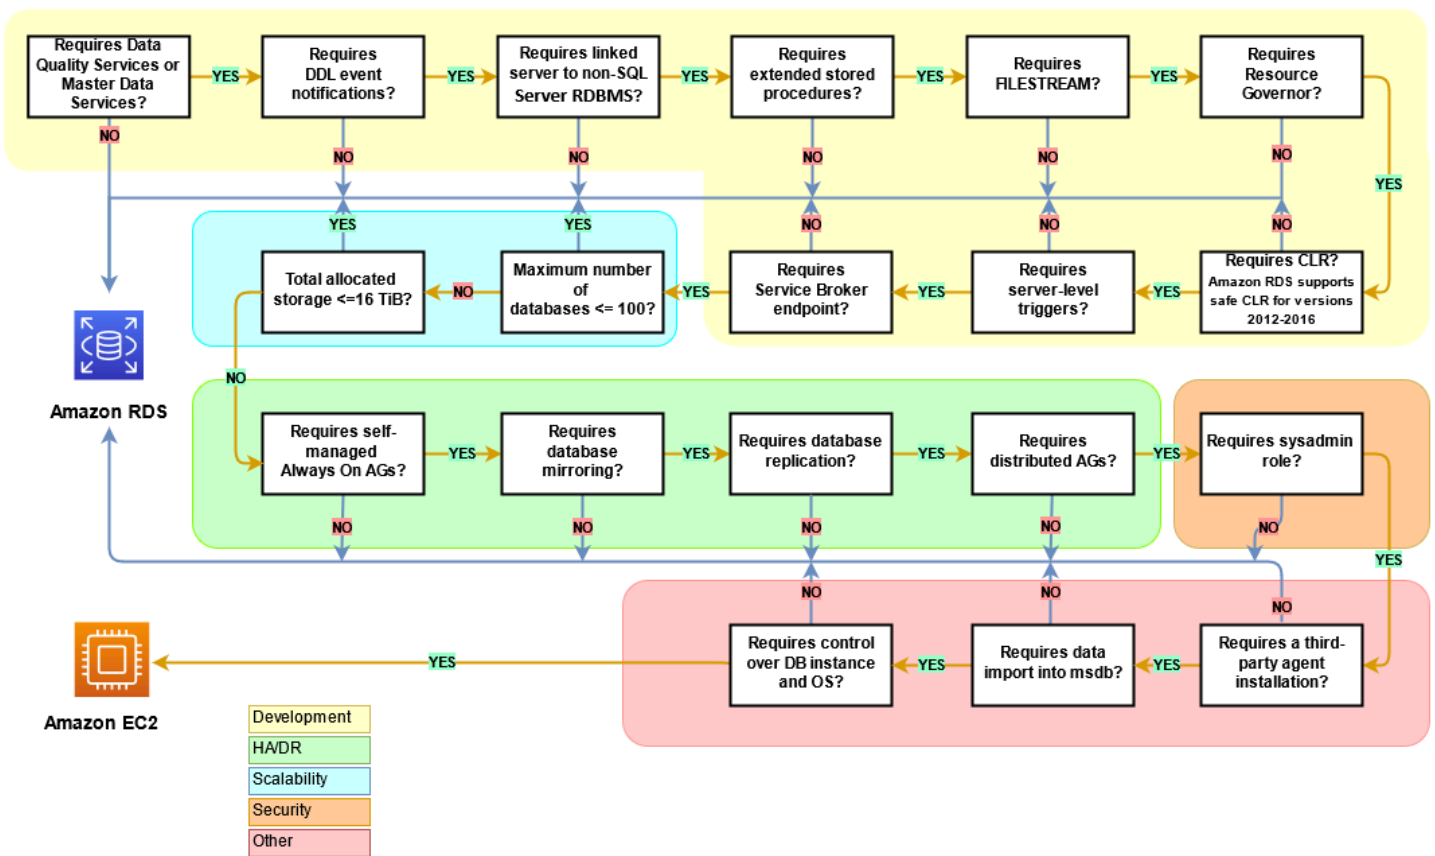 Requires Data
Quality Services or
Master Data
Services?
YES
Requires
DDL event
notifications?
YES
Requires linked
server to non-SQL
Server RDBMS?
YES
Requires
extended stored
procedures?
YES
Requires
FILESTREAM?
YES
Requires
Resource
Governor?
NO
NO
NO
NO
NO
NO
YES
YES
YES
NO
NO
NO
Total allocated
storage <=16 TiB?
NO
Maximum number
of
databases <= 100?
YES
Requires
Service Broker
endpoint?
YES
Requires
server-level
triggers?
YES
Requires CLR?
Amazon RDS supports
safe CLR for versions
2012-2016
NO
Amazon RDS
Requires self-
managed
Always On AGs?
YES
Requires
database
mirroring?
YES
Requires database
replication?
YES
Requires
distributed AGs?
YES
Requires sysadmin
role?
NO
NO
NO
NO
NO
YES
NO
NO
NO
Amazon EC2
YES
Requires control
over DB instance
and OS?
YES
Requires data
import into msdb?
YES
Requires a third-
party agent
installation?
Development
HA/DR
Scalability
Security
Other